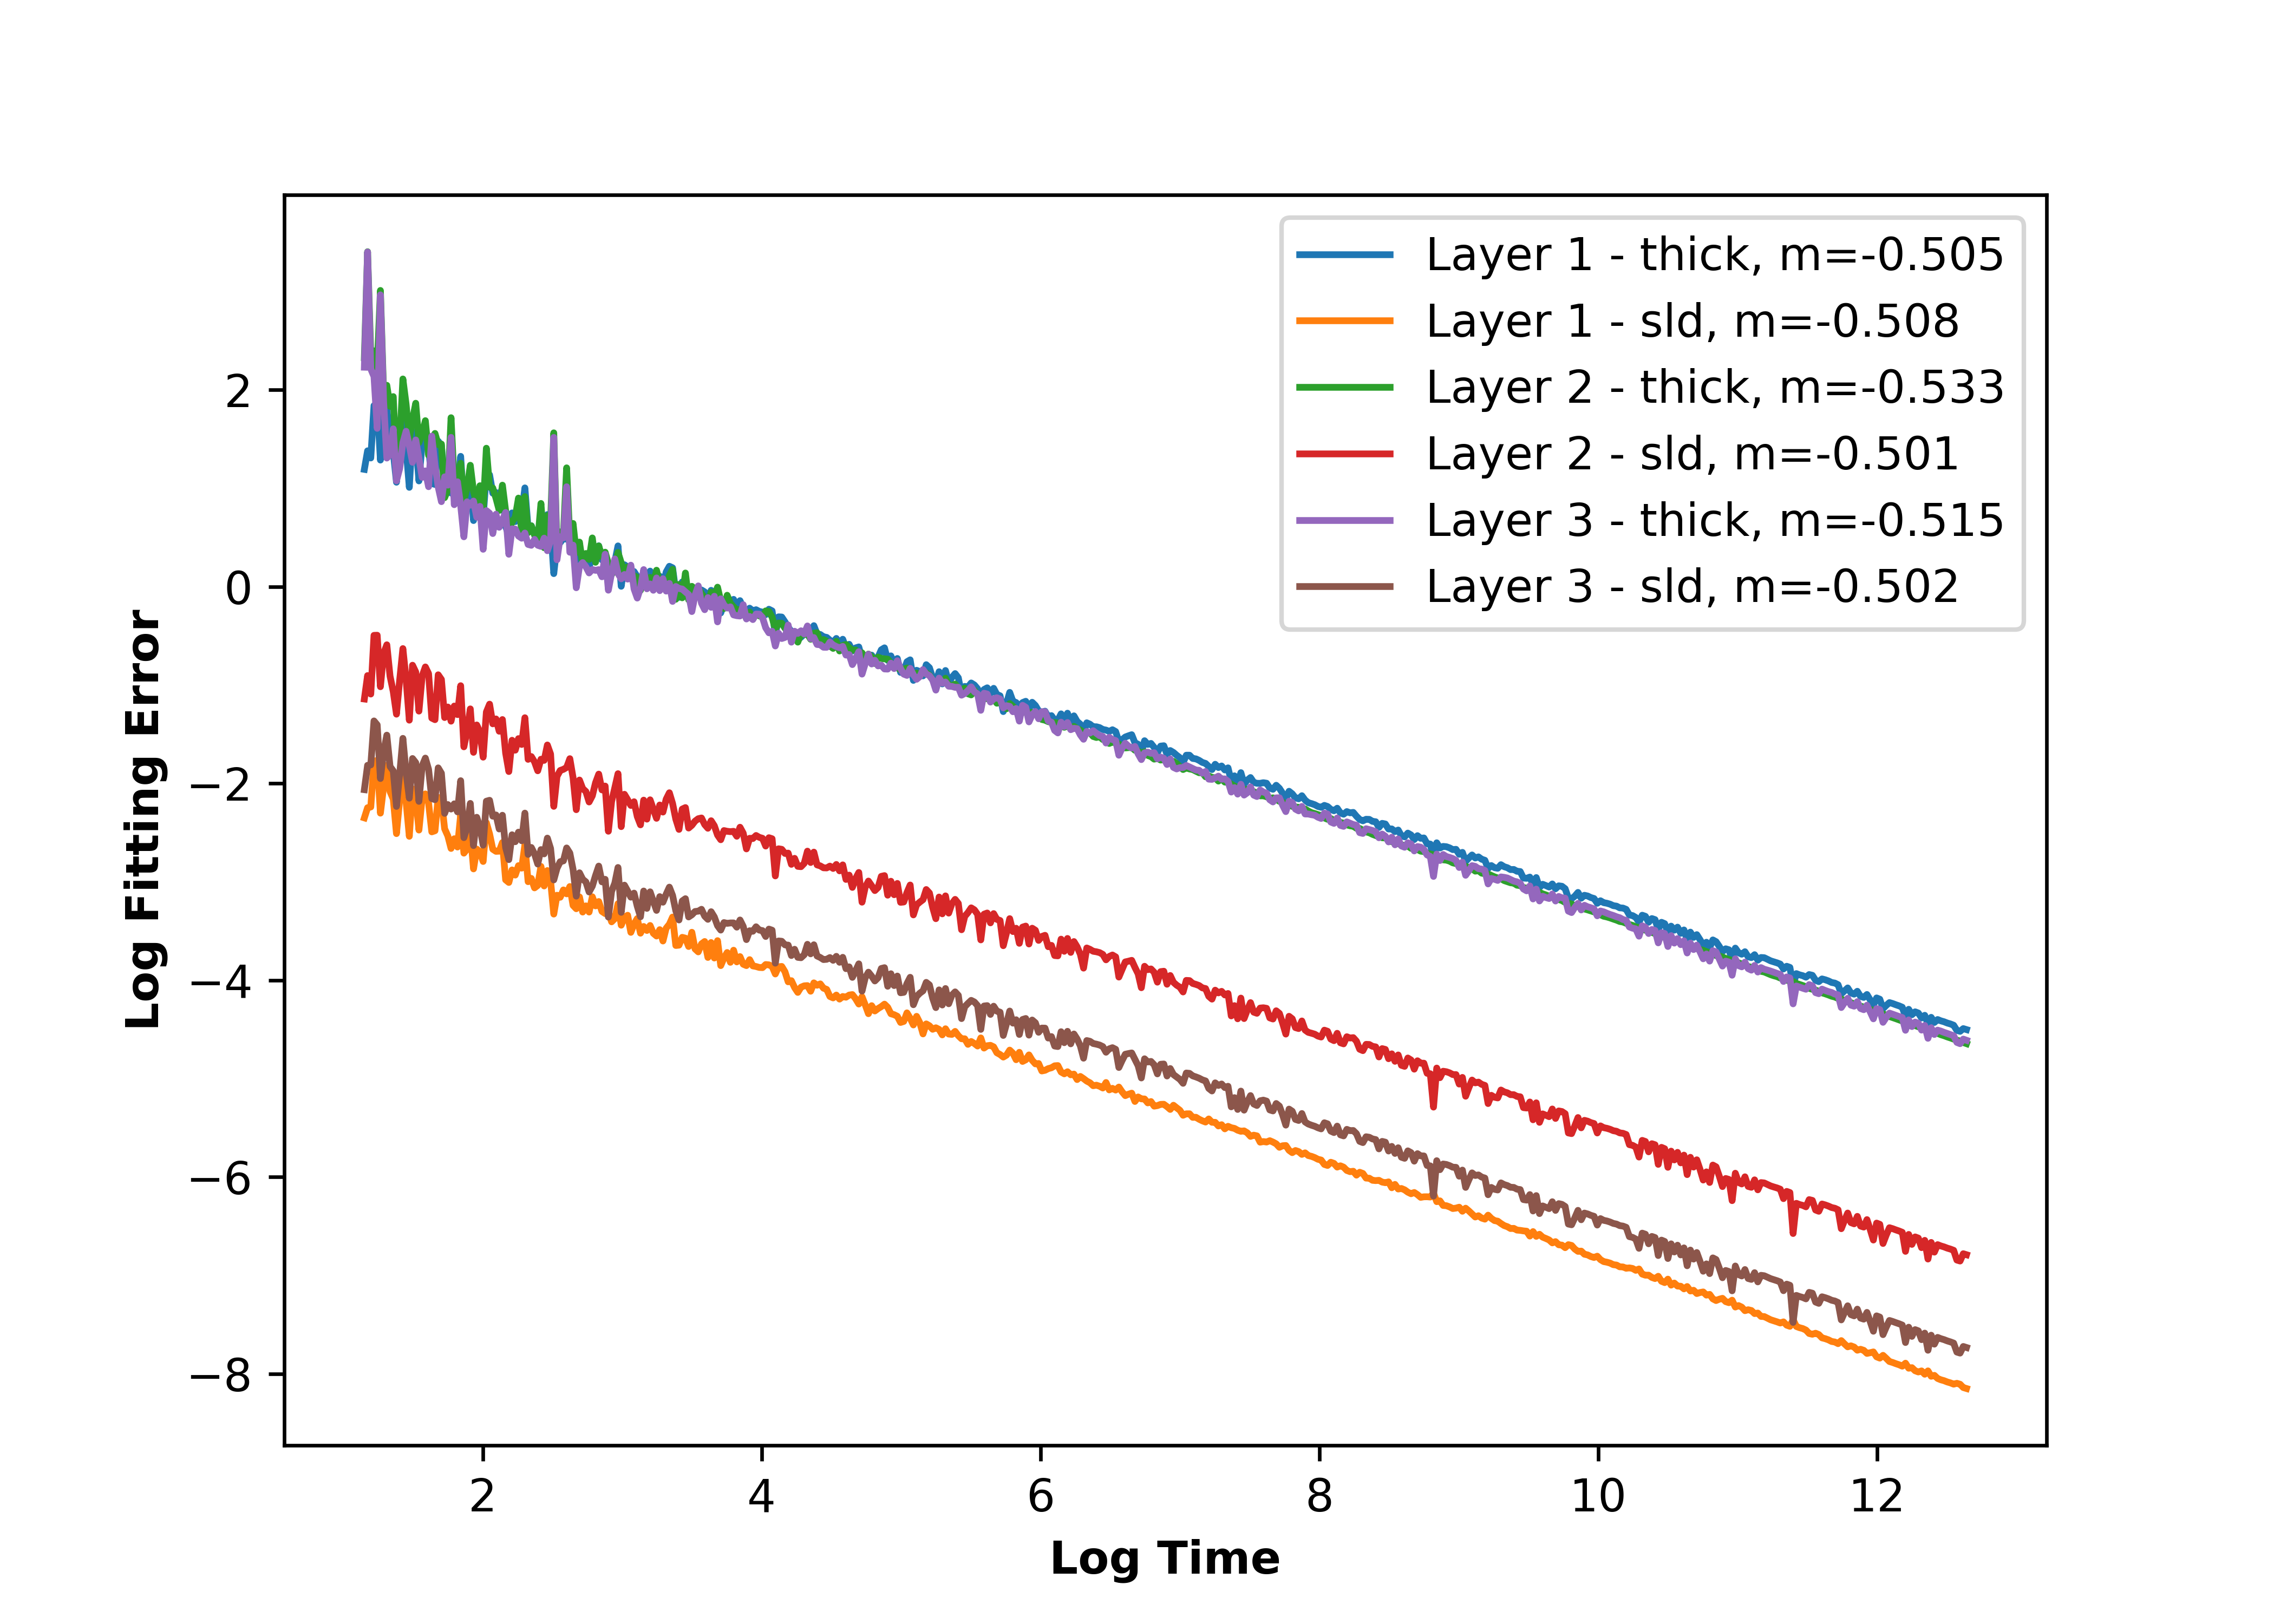 Layer 1 - thick, m=-0.505
Layer 1 - sld, m=-0.508
Layer 2 - thick, m=-0.533
Layer 2 - sld, m=-0.501
Layer 3 - thick, m=-0.515
Layer 3 - sld, m=-0.502
2
0
−2
−4
−6
−8
Log Fitting Error
2 4 6 8 10 12
Log Time